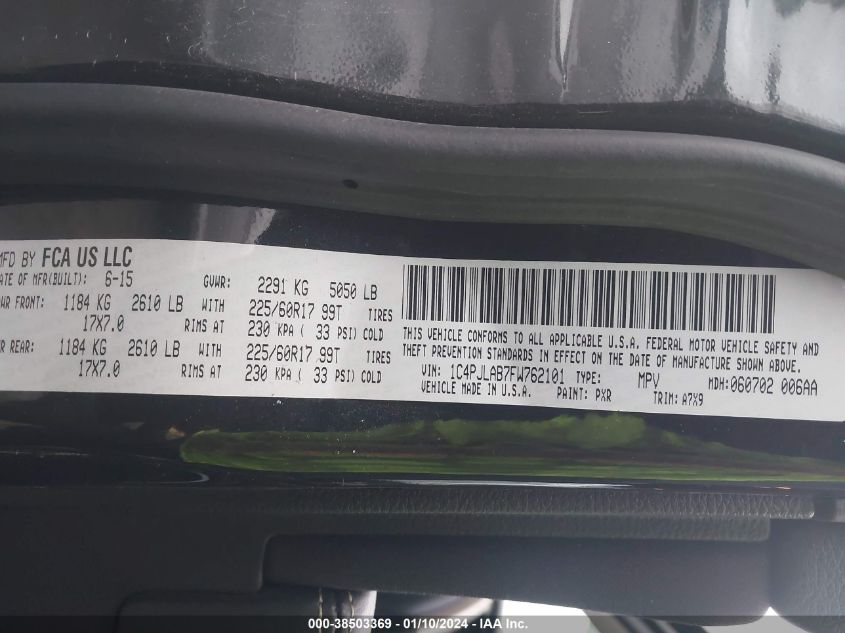 MFD BY FCA US LLC
DATE OF MFR(BUILT): 6-15 GVWR: 2291 KG 5050 LB
FRONT: 1184 KG 2610 LB WITH 225/60R17 99T TIRES
17X7.0 RIMS AT 230 KPA ( 33 PSI) COLD
REAR: 1184 KG 2610 LB WITH 225/60R17 99T TIRES
17X7.0 RIMS AT 230 KPA ( 33 PSI) COLD
THIS VEHICLE CONFORMS TO ALL APPLICABLE U.S.A. FEDERAL MOTOR VEHICLE SAFETY AND
THEFT PREVENTION STANDARDS IN EFFECT ON THE DATE OF MANUFACTURE SHOWN ABOVE.
VIN: 1C4PJLAB7FW762101 TYPE: MPV MDH:060702 006AA
VEHICLE MADE IN U.S.A. PAINT: PXR TRIM: A7X9
000-38503369 - 01/10/2024 - IAA Inc.